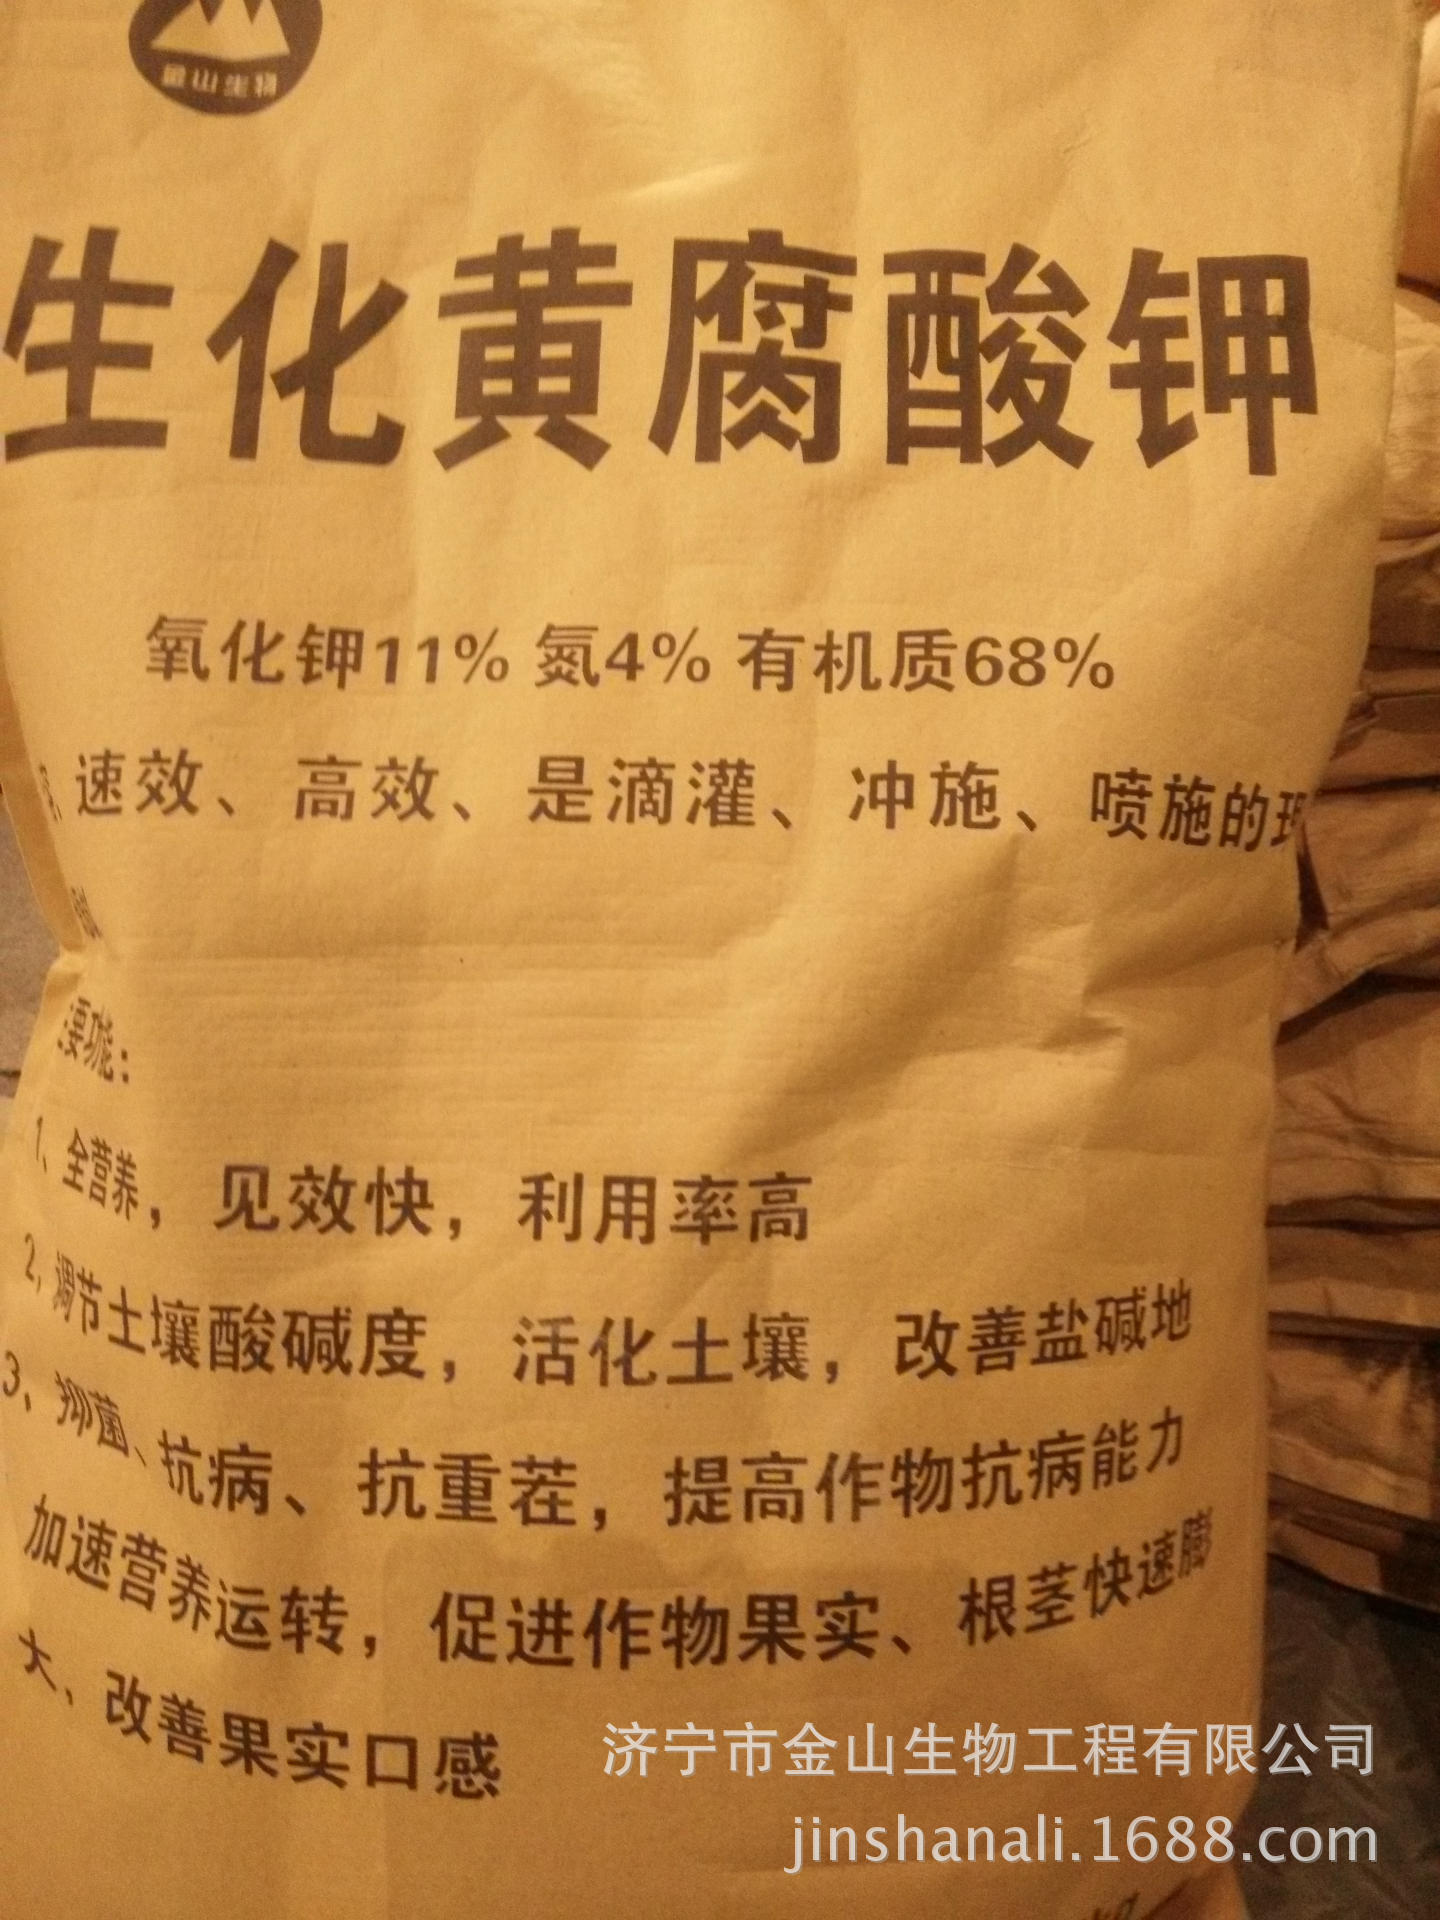 金山生物
生化黄腐酸钾
氧化钾11% 氮4% 有机质68%
速效、高效、是滴灌、冲施、喷施的
要功能：
1、全营养，见效快，利用率高
2，调节土壤酸碱度，活化土壤，改善盐碱地
3、抑菌、抗病、抗重茬，提高作物抗病能力
加速营养运转，促进作物果实、根茎快速膨
大、改善果实口感
济宁市金山生物工程有限公司
jinshanali.1688.com